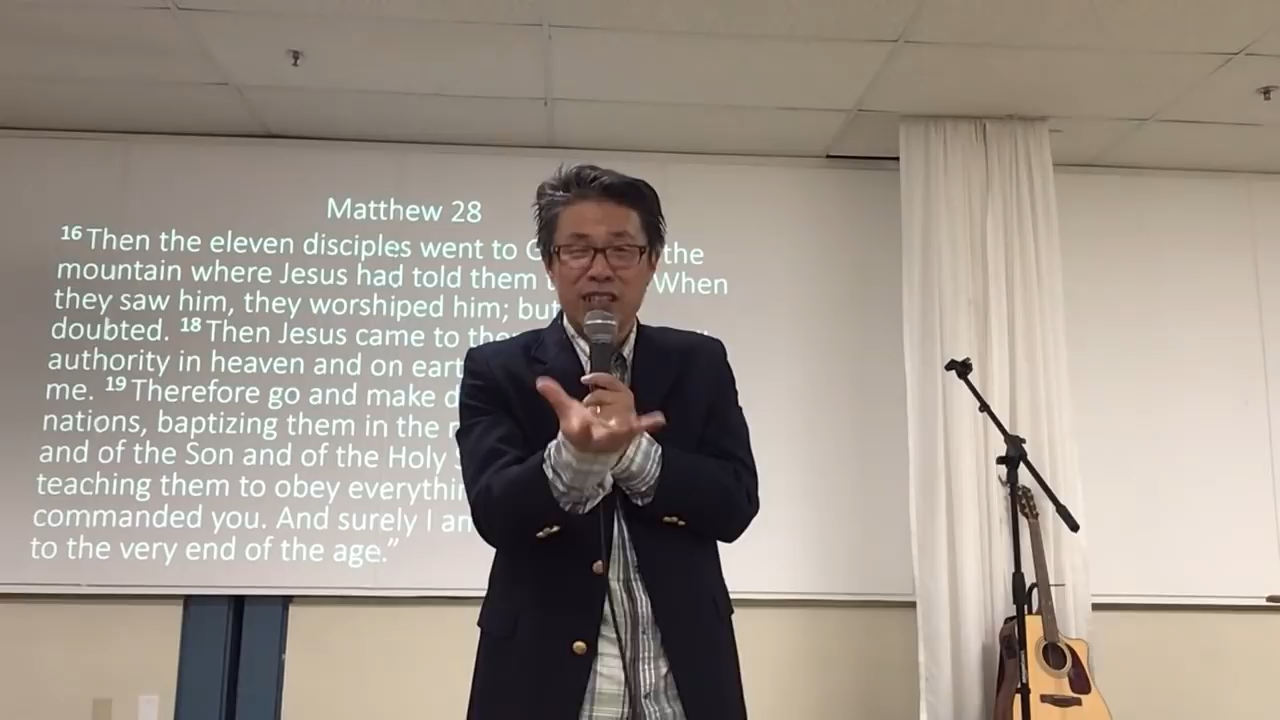 Matthew 28
16 Then the eleven disciples went to the
mountain where Jesus had told them When
they saw him, they worshiped him; but
doubted. 18 Then Jesus came to
authority in heaven and on
me. 19 Therefore go and make
nations, baptizing them in the
and of the Son and of the Holy
teaching them to obey
commanded you. And surely I
to the very end of the age.”